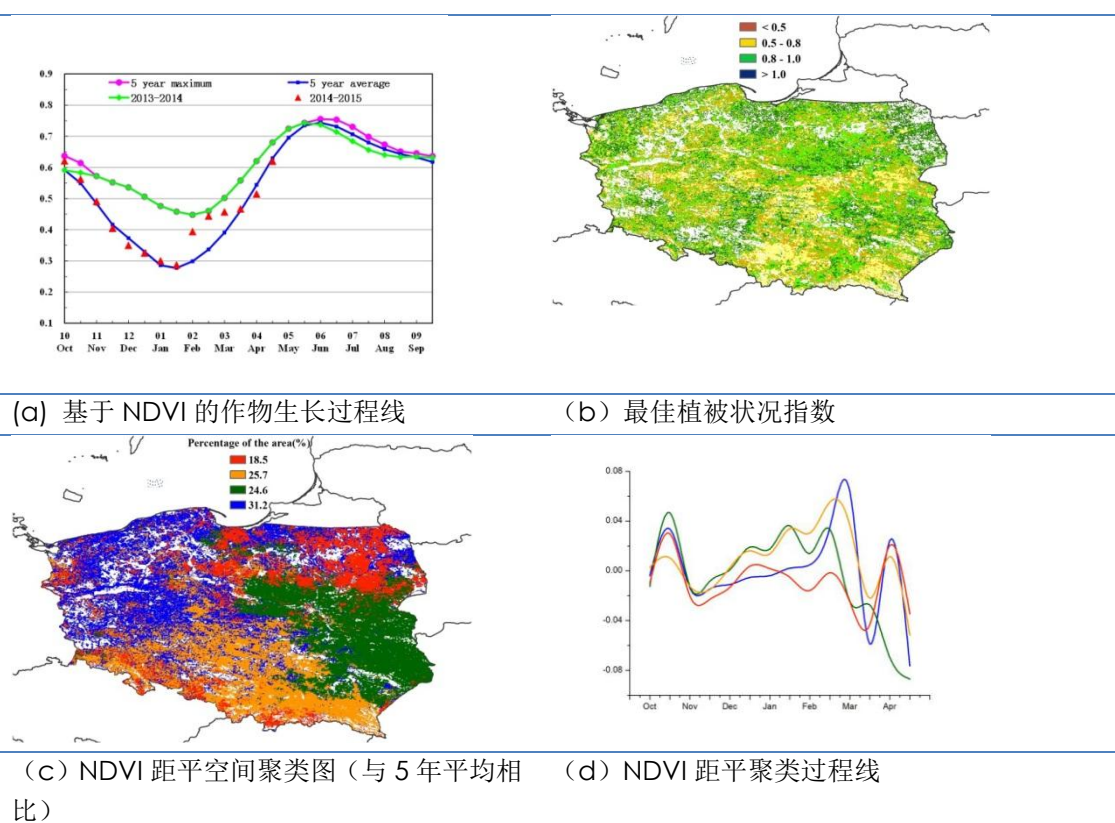 0.9
0.8
0.7
0.6
0.5
0.4
0.3
0.2
0.1
5 year maximum
5 year average
2013-2014
2014-2015
10 11 12 01 02 03 04 05 06 07 08 09
Oct Nov Dec Jan Feb Mar Apr May Jun Jul Aug Sep
< 0.5
0.5 - 0.8
0.8 - 1.0
> 1.0
(a) 基于 NDVI 的作物生长过程线
（b）最佳植被状况指数
Percentage of the area(%)
18.5
25.7
24.6
31.2
0.08
0.04
0.00
-0.04
-0.08
Oct Nov Dec Jan Feb Mar Apr
（c）NDVI 距平空间聚类图（与 5 年平均相
比）
（d）NDVI 距平聚类过程线